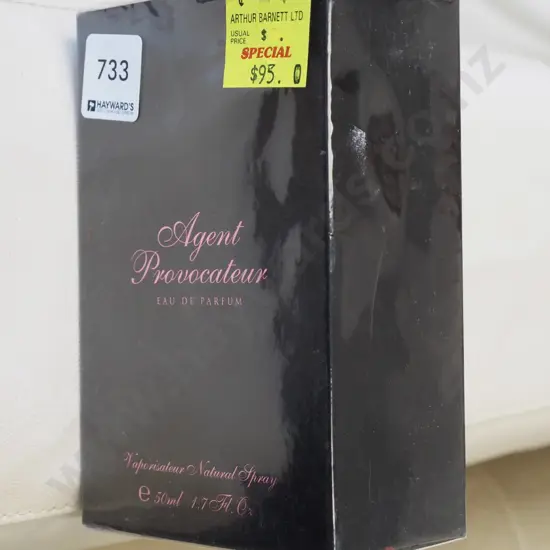 ARTHUR BARNETT LTD
USUAL PRICE $ .
SPECIAL
$95.0
733
HAYWARD'S
Agent
Provocateur
EAU DE PARFUM
Vaporisateur Natural Spray
e 50ml 1.7 Fl. Oz